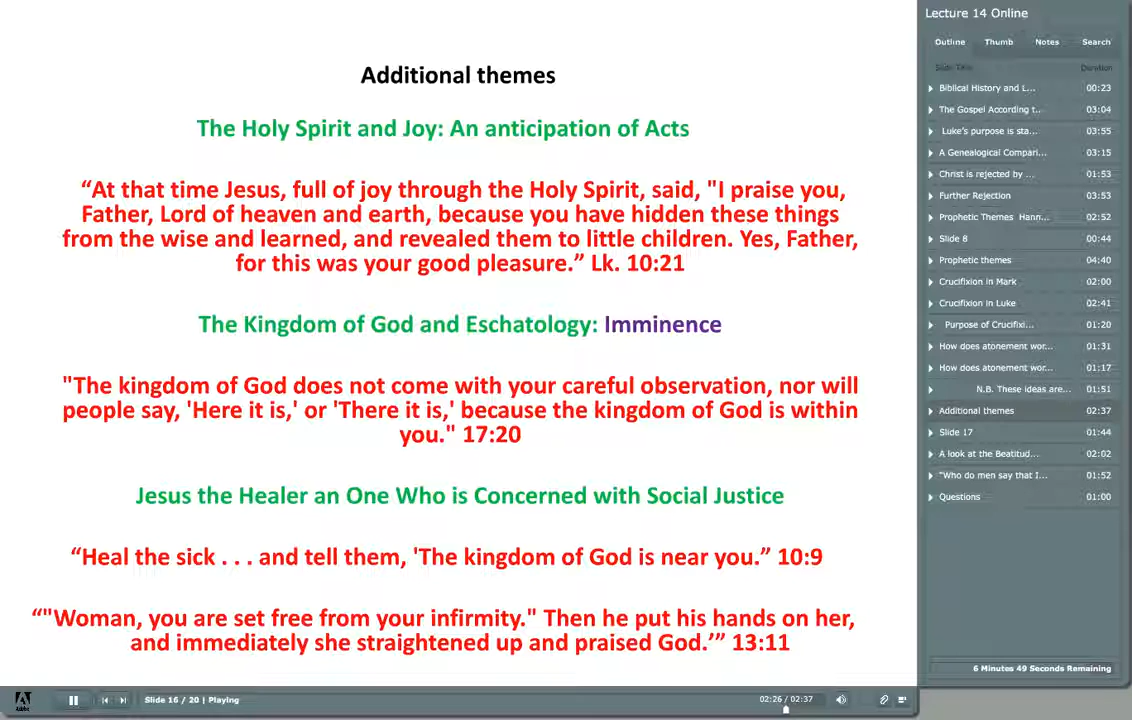 Additional themes
The Holy Spirit and Joy: An anticipation of Acts
“At that time Jesus, full of joy through the Holy Spirit, said, "I praise you,
Father, Lord of heaven and earth, because you have hidden these things
from the wise and learned, and revealed them to little children. Yes, Father,
for this was your good pleasure.” Lk. 10:21
The Kingdom of God and Eschatology: Imminence
"The kingdom of God does not come with your careful observation, nor will
people say, 'Here it is,' or 'There it is,' because the kingdom of God is within
you." 17:20
Jesus the Healer an One Who is Concerned with Social Justice
“Heal the sick . . . and tell them, 'The kingdom of God is near you.” 10:9
“"Woman, you are set free from your infirmity." Then he put his hands on her,
and immediately she straightened up and praised God.’” 13:11
Adobe
Slide 16 / 20 | Playing
02:26 / 02:37
Lecture 14 Online
Outline Thumb Notes Search
Slide Title Duration
Biblical History and L... 00:23
The Gospel According t... 03:04
Luke's purpose is sta... 03:55
A Genealogical Compari... 03:15
Christ is rejected by ... 01:53
Further Rejection 03:53
Prophetic Themes Hann... 02:52
Slide 8 00:44
Prophetic themes 04:40
Crucifixion in Mark 02:00
Crucifixion in Luke 02:41
Purpose of Crucifixi... 01:20
How does atonement wor... 01:31
How does atonement wor... 01:17
N.B. These ideas are... 01:51
Additional themes 02:37
Slide 17 01:44
A look at the Beatitud... 02:02
"Who do men say that I... 01:52
Questions 01:00
6 Minutes 49 Seconds Remaining